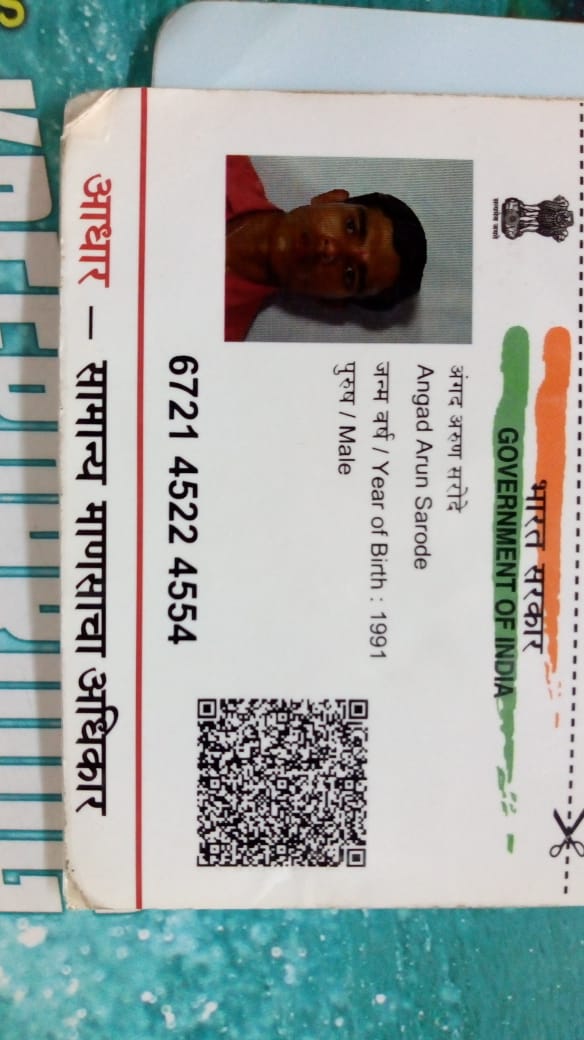 भारत सरकार
GOVERNMENT OF INDIA
सत्यमेव जयते
अंगद अरुण सरोदे
Angad Arun Sarode
जन्म वर्ष / Year of Birth : 1991
पुरुष / Male
6721 4522 4554
आधार – सामान्य माणसाचा अधिकार